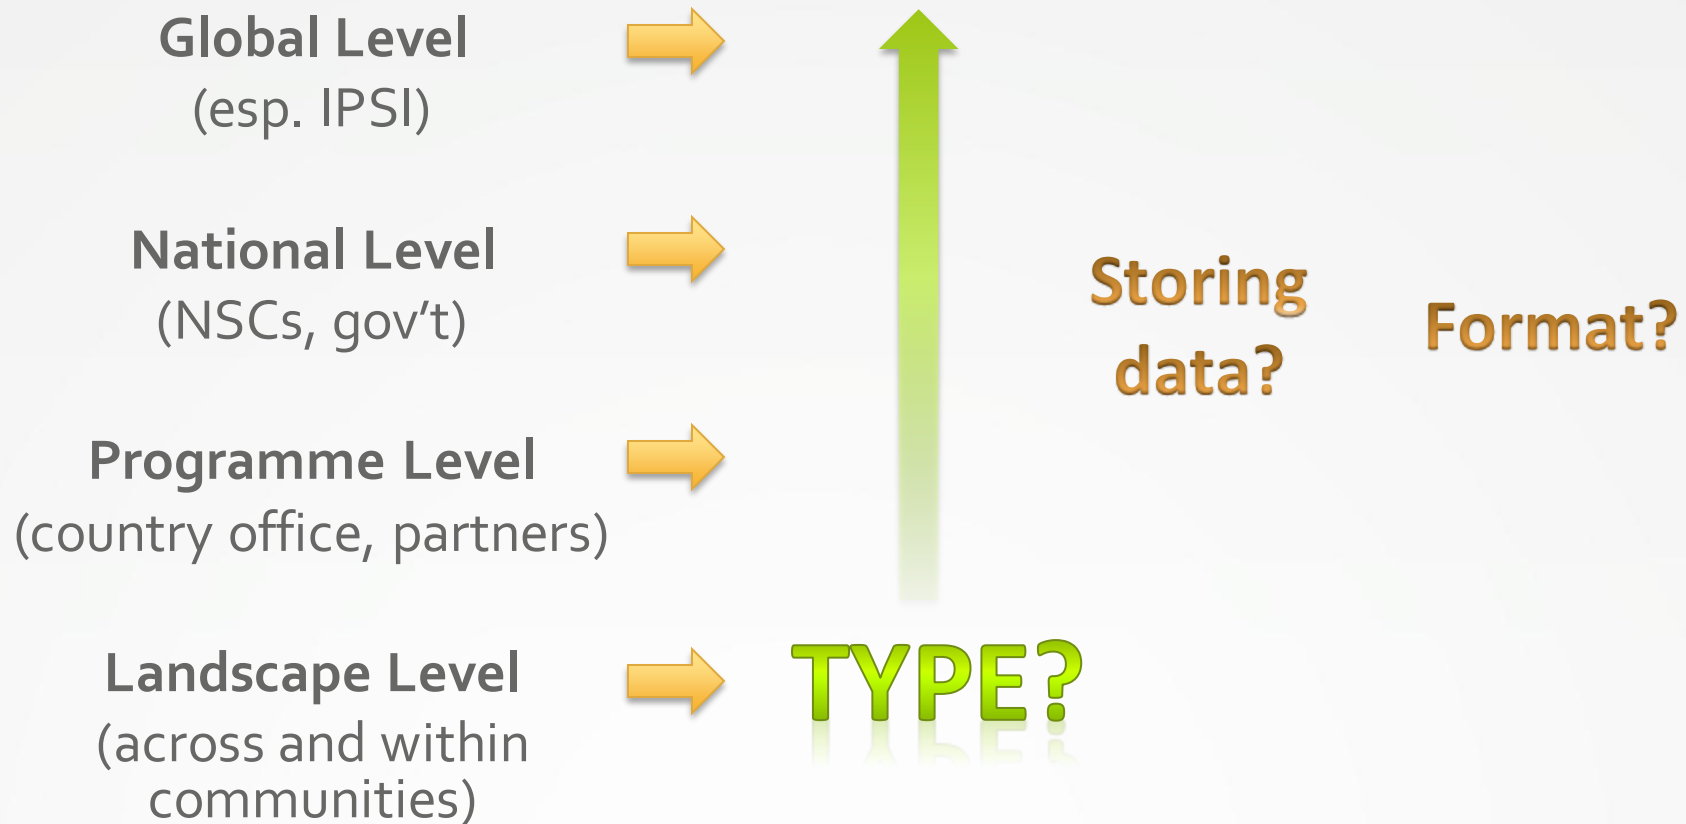 Global Level
(esp. IPSI)
National Level
(NSCs, gov’t)
Programme Level
(country office, partners)
Landscape Level
(across and within
communities)
TYPE?
Storing
data?
Format?